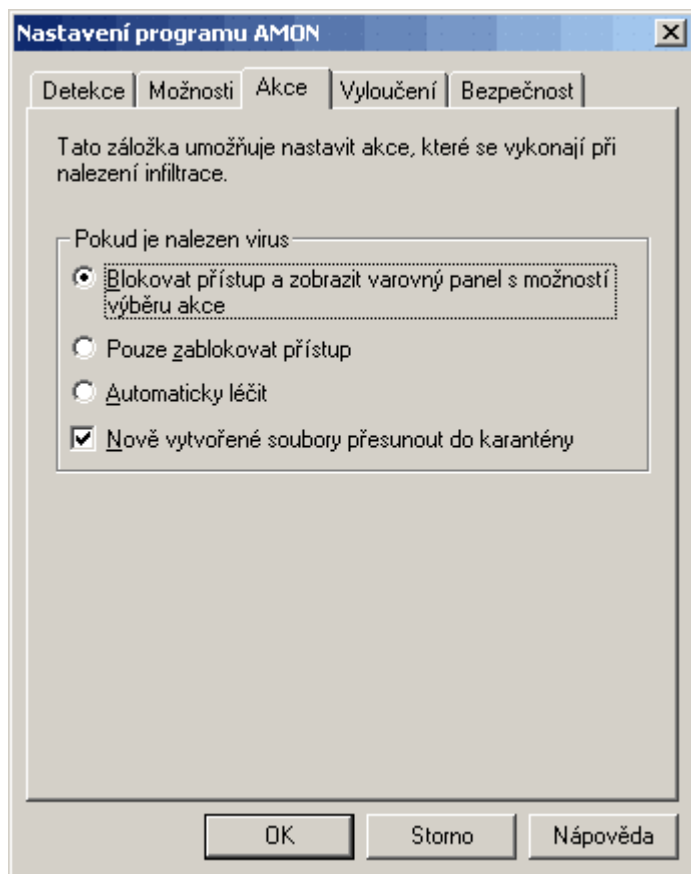 Nastavení programu AMON
Detekce Možnosti Akce Vyloučení Bezpečnost
Tato záložka umožňuje nastavit akce, které se vykonají při
nalezení infiltrace.
Pokud je nalezen virus
Blokovat přístup a zobrazit varovný panel s možností
výběru akce
Pouze zablokovat přístup
Automaticky léčit
Nově vytvořené soubory přesunout do karantény
OK Storno Nápověda